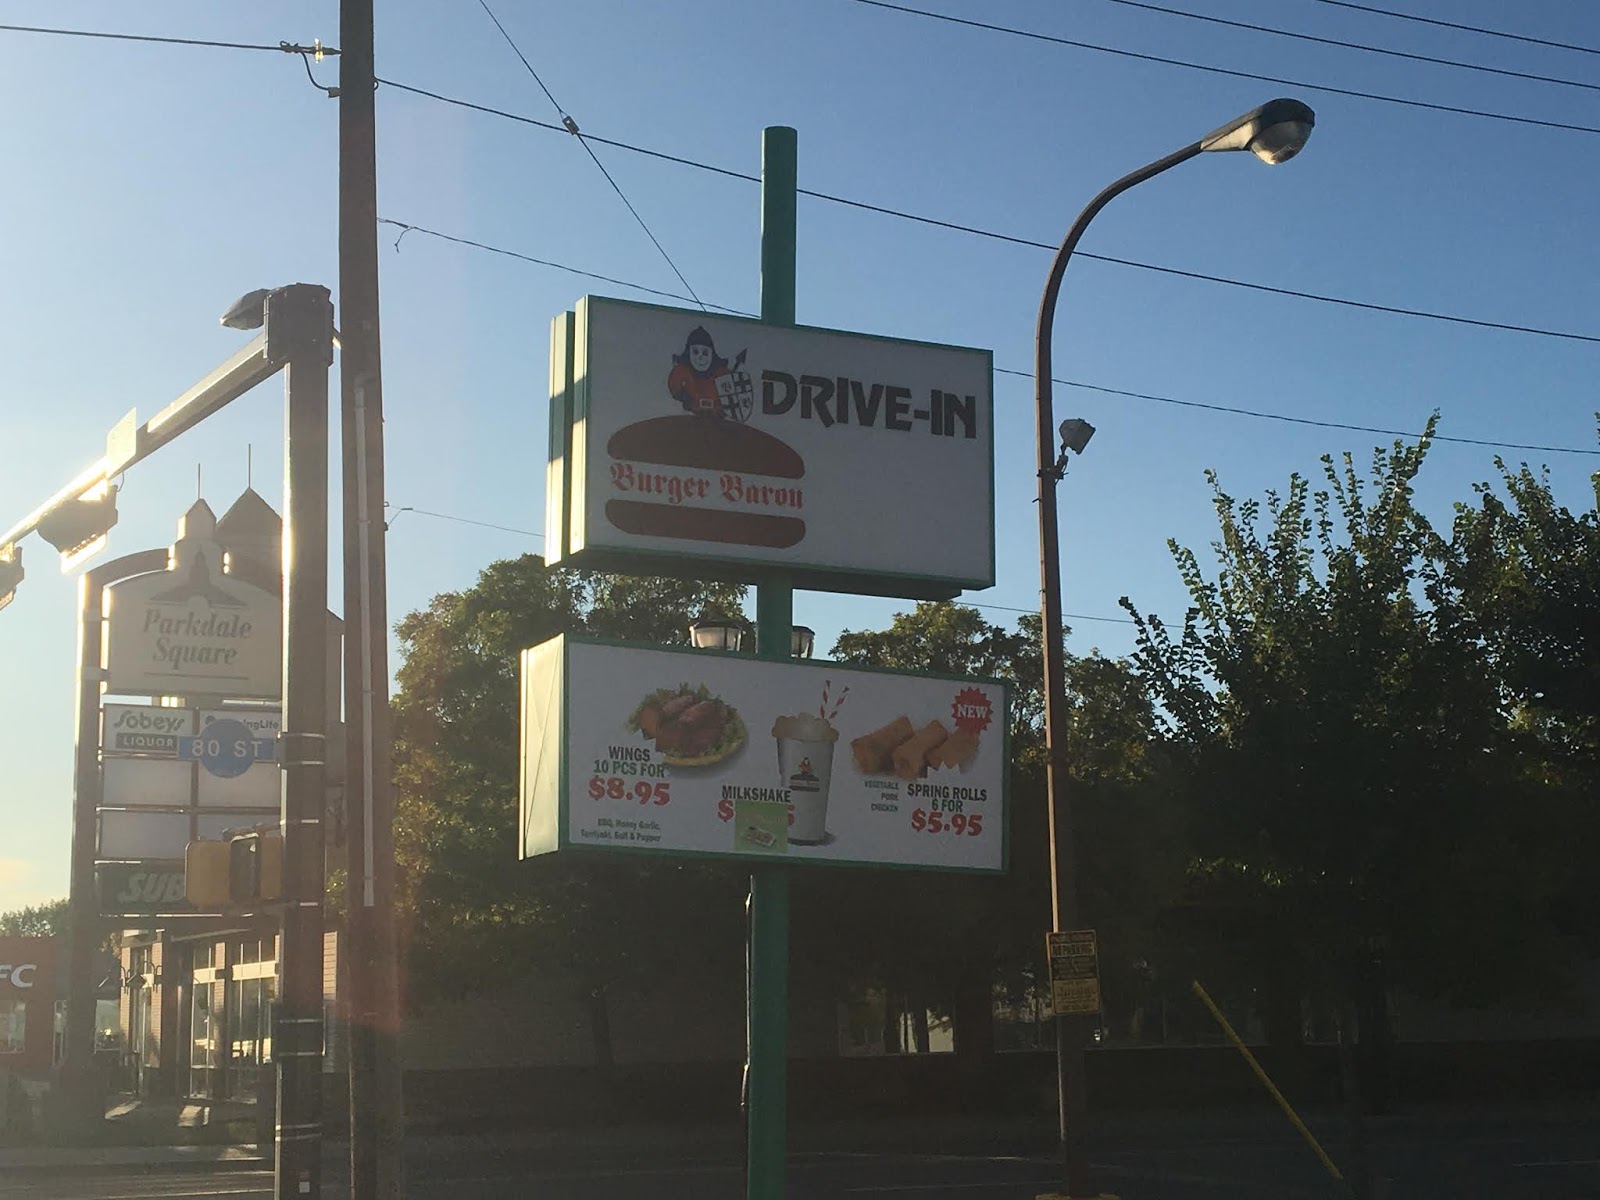 DRIVE-IN
Burger Baron
Parkdale
Square
Sobeys
LIQUOR
80 ST
SUB
FC
NEW
WINGS
10 PCS FOR
$8.95
BBQ, Honey Garlic,
Teriyaki, Salt & Pepper
MILKSHAKE
$
VEGETABLE
PORK
CHICKEN
SPRING ROLLS
6 FOR
$5.95